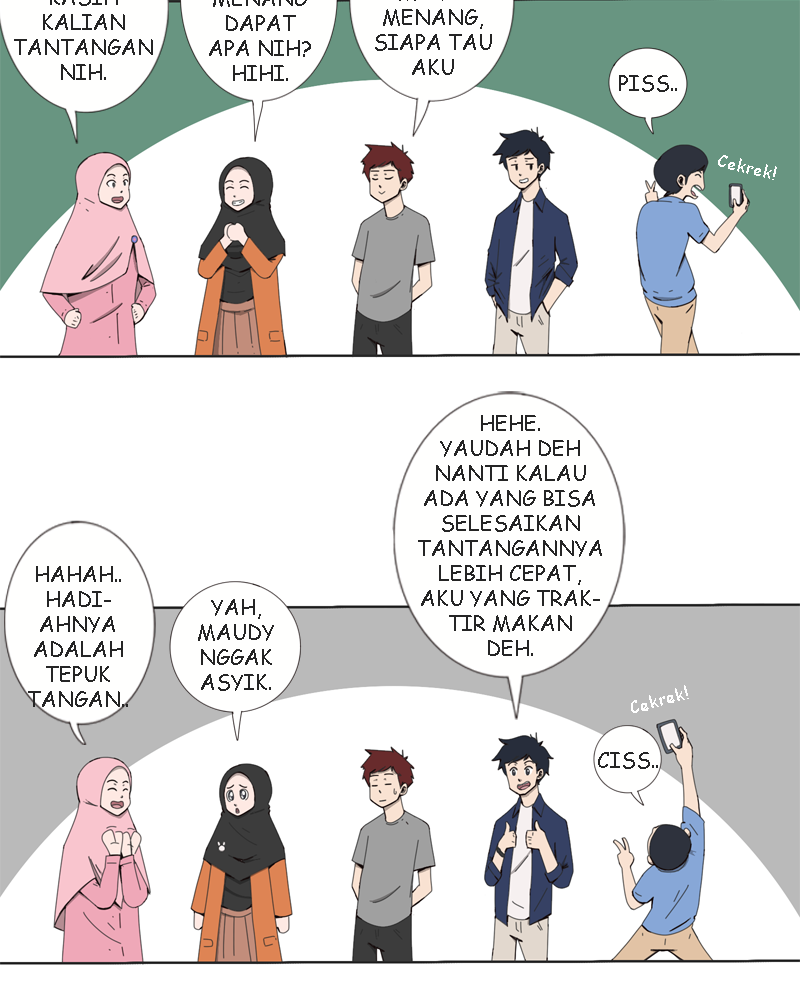 KALIAN
TANTANGAN
NIH.
MENANG
DAPAT
APA NIH?
HIHI.
MENANG,
SIAPA TAU
AKU
PISS..
Cekrek!
HAHAH..
HADI-
AHNYA
ADALAH
TEPUK
TANGAN..
YAH,
MAUDY
NGGAK
ASYIK.
HEHE.
YAUDAH DEH
NANTI KALAU
ADA YANG BISA
SELESAIKAN
TANTANGANNYA
LEBIH CEPAT,
AKU YANG TRAK-
TIR MAKAN
DEH.
CISS..
Cekrek!